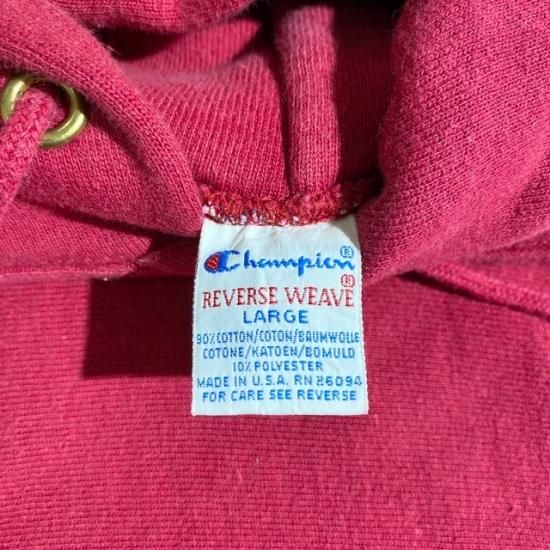 Champion®
REVERSE WEAVE®
LARGE
90% COTTON/COTON/BAUMWOLLE
COTONE/KATOEN/BOMULD
10% POLYESTER
MADE IN U.S.A. RN 26094
FOR CARE SEE REVERSE